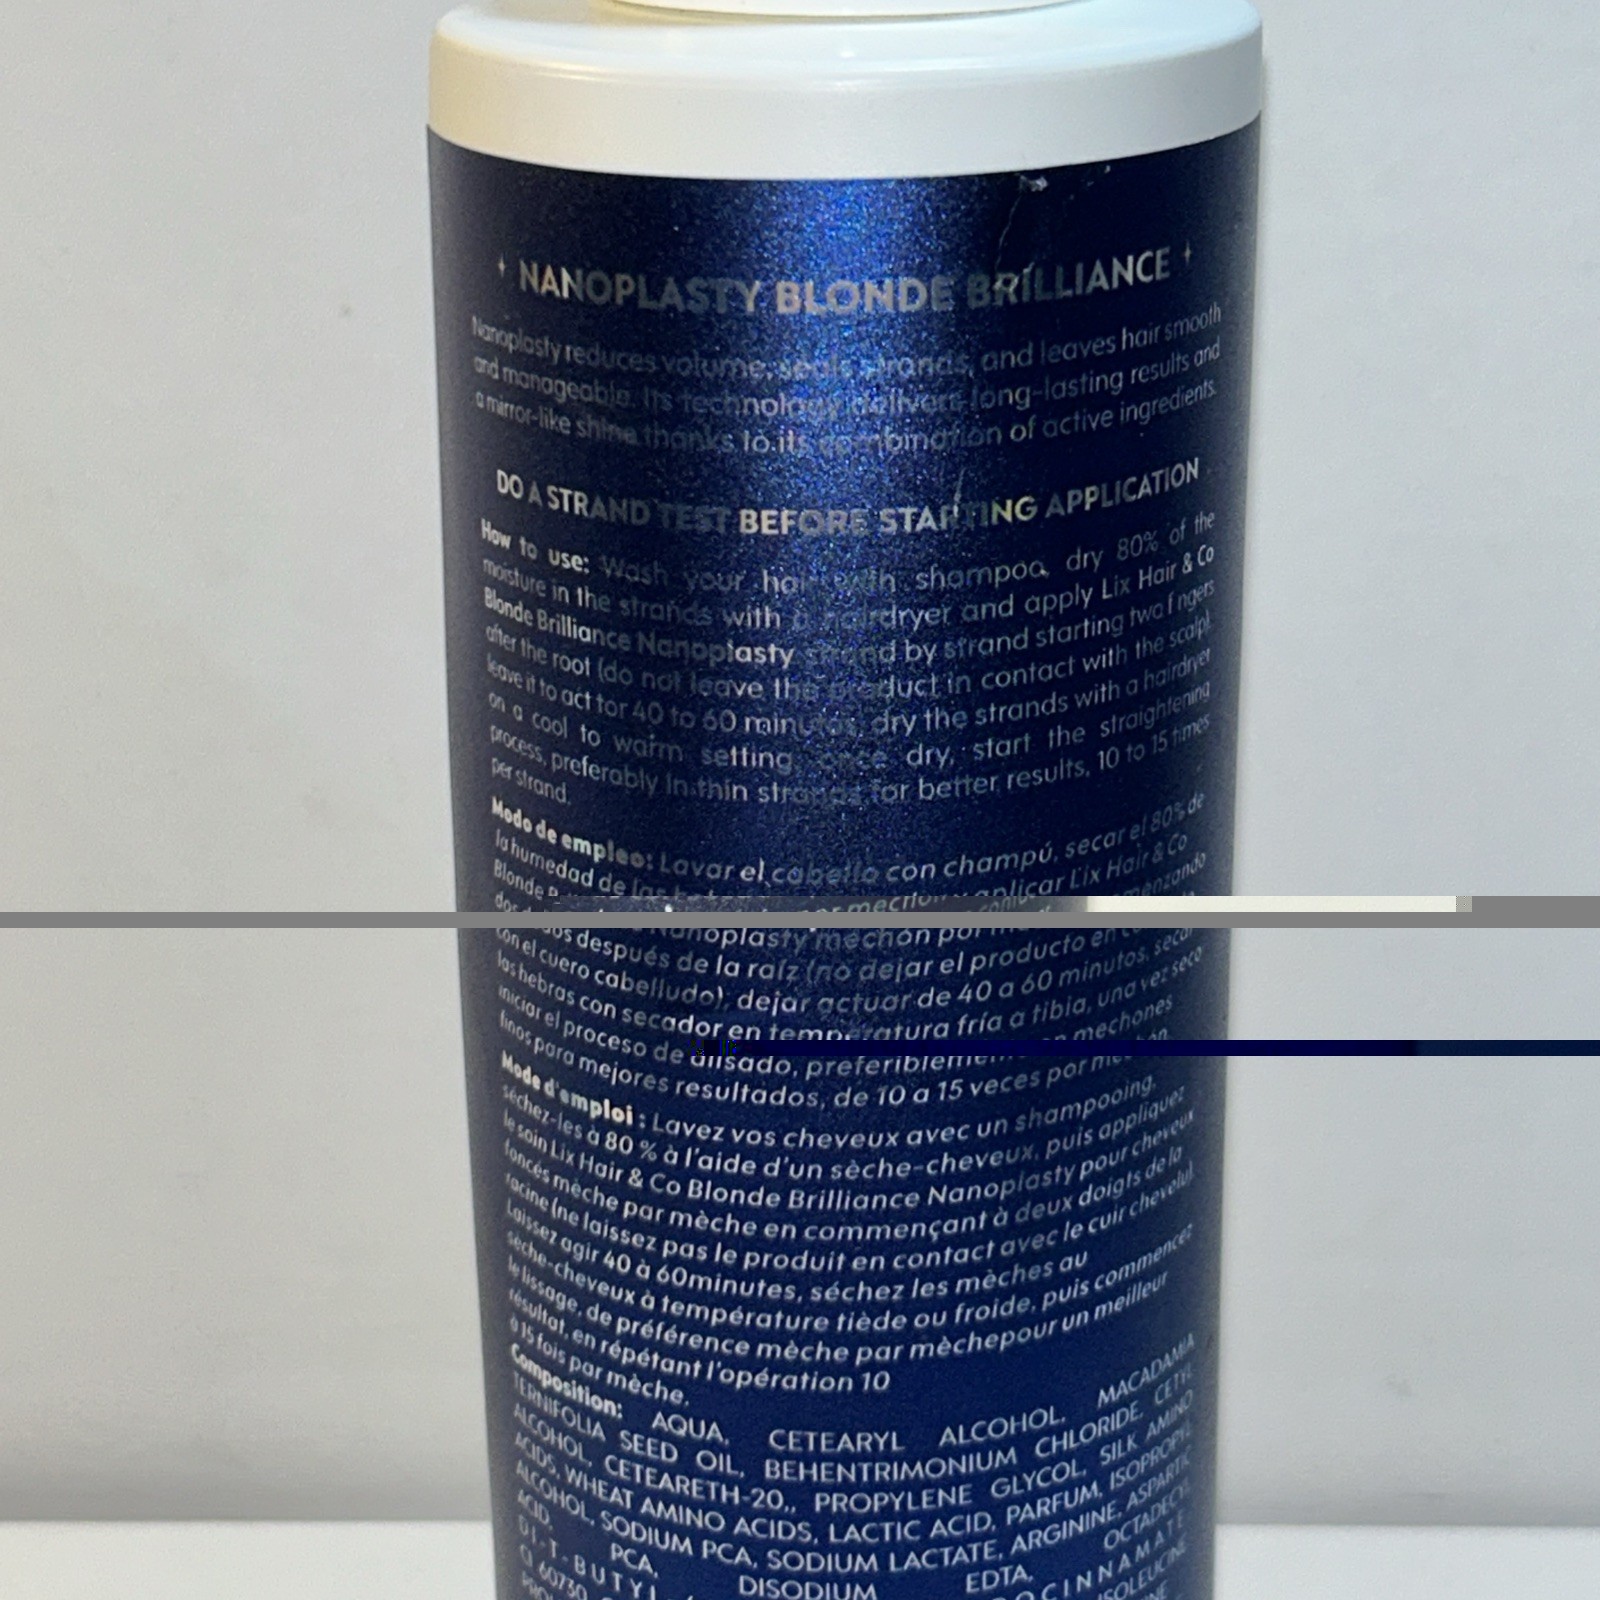 NANOPLASTY BLONDE BRILLIANCE
Nanoplasty reduces volume, seals strands, and leaves hair smooth
and manageable. Its technology delivers long-lasting results and
a mirror-like shine thanks to its combination of active ingredients.
DO A STRAND TEST BEFORE STARTING APPLICATION
How to use: Wash your hair with shampoo, dry 80% of the
moisture in the strands with a hairdryer and apply Lix Hair & Co
Blonde Brilliance Nanoplasty strand by strand starting two fingers
after the root (do not leave the product in contact with the scalp),
leave it to act for 40 to 60 minutes, dry the strands with a hairdryer
on a cool to warm setting, once dry, start the straightening
process, preferably in thin strands for better results, 10 to 15 times
per strand.
Modo de empleo: Lavar el cabello con champú, secar el 80% de
la humedad de las aplicar Lix Hair & Co
Blonde Nanoplasty mechón por
dos después de la raíz (no dejar el producto en
con el cuero cabelludo), dejar actuar de 40 a 60 minutos, secar
las hebras con secador en temperatura fría a tibia, una vez seco
iniciar el proceso de alisado, preferiblemente en mechones
finos para mejores resultados, de 10 a 15 veces por mechón.
Mode d'emploi : Lavez vos cheveux avec un shampooing,
séchez-les à 80 % à l'aide d'un sèche-cheveux, puis appliquez
le soin Lix Hair & Co Blonde Brilliance Nanoplasty pour cheveux
foncés mèche par mèche en commençant à deux doigts de la
racine (ne laissez pas le produit en contact avec le cuir chevelu).
Laissez agir 40 à 60minutes, séchez les mèches au
sèche-cheveux à température tiède ou froide, puis commencez
le lissage, de préférence mèche par mèchepour un meilleur
résultat, en répétant l'opération 10
à 15 fois par mèche.
Composition: AQUA, CETEARYL ALCOHOL, MACADAMIA
TERNIFOLIA SEED OIL, BEHENTRIMONIUM CHLORIDE, CETYL
ALCOHOL, CETEARETH-20,, PROPYLENE GLYCOL, SILK AMINO
ACIDS, WHEAT AMINO ACIDS, LACTIC ACID, PARFUM, ISOPROPYL
ALCOHOL, SODIUM PCA, SODIUM LACTATE, ARGININE, ASPARTIC
ACID, PCA, DISODIUM EDTA, OCTADECYL
DI-T-BUTYL
CI 60730, ISOLEUCINE